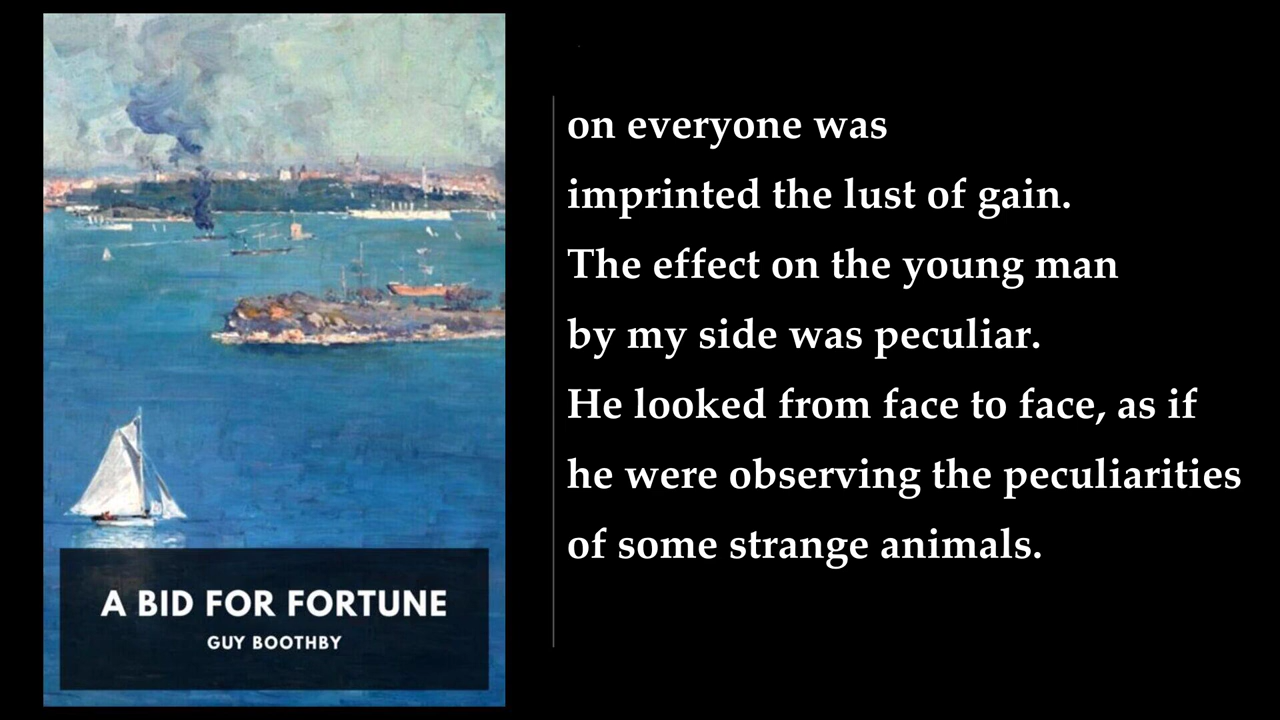 A BID FOR FORTUNE
GUY BOOTHBY
on everyone was
imprinted the lust of gain.
The effect on the young man
by my side was peculiar.
He looked from face to face, as if
he were observing the peculiarities
of some strange animals.